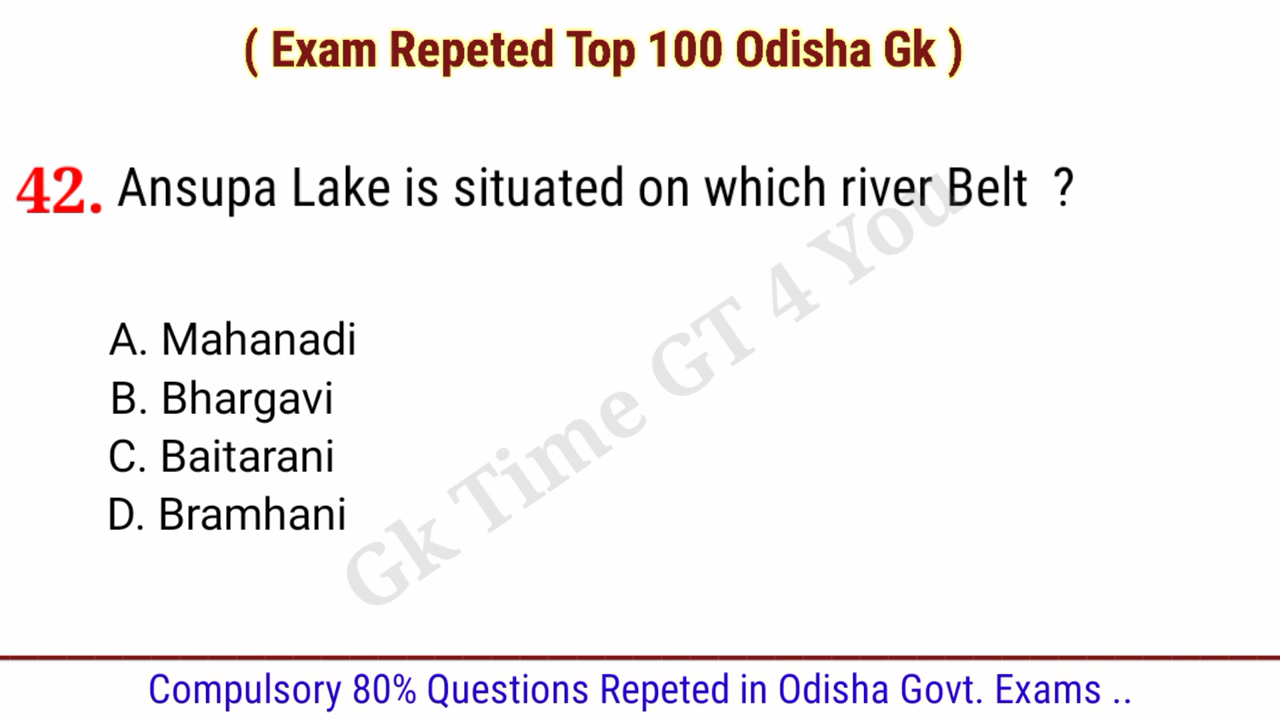 ( Exam Repeted Top 100 Odisha Gk )
42. Ansupa Lake is situated on which river Belt ?
A. Mahanadi
B. Bhargavi
C. Baitarani
D. Bramhani
Gk Time GT 4 You
Compulsory 80% Questions Repeted in Odisha Govt. Exams ..